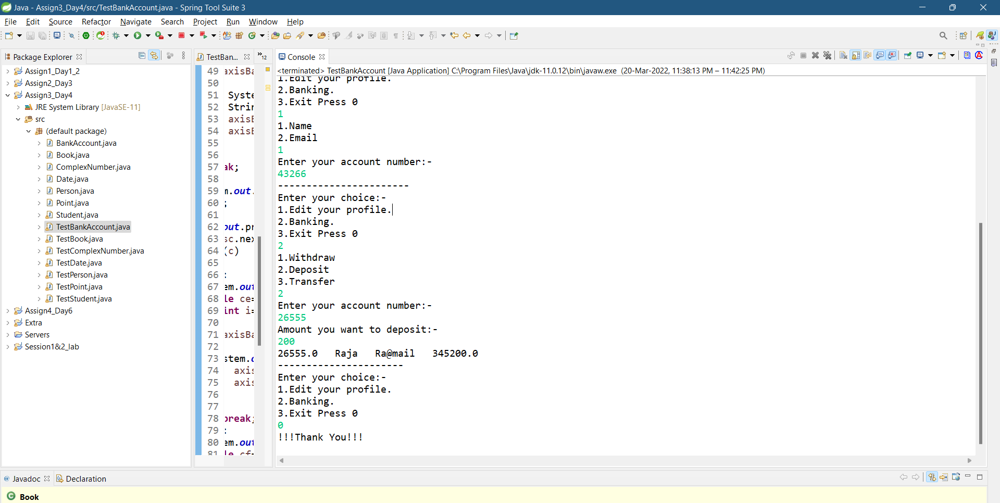 Java - Assign3_Day4/src/TestBankAccount.java - Spring Tool Suite 3
File Edit Source Refactor Navigate Search Project Run Window Help
Package Explorer
TestBan...
12
Console
<terminated> TestBankAccount [Java Application] C:\Program Files\Java\jdk-11.0.12\bin\javaw.exe (20-Mar-2022, 11:38:13 PM – 11:42:25 PM)
Assign1_Day1_2
Assign2_Day3
Assign3_Day4
JRE System Library [JavaSE-11]
src
(default package)
BankAccount.java
Book.java
ComplexNumber.java
Date.java
Person.java
Point.java
Student.java
TestBankAccount.java
TestBook.java
TestComplexNumber.java
TestDate.java
TestPerson.java
TestPoint.java
TestStudent.java
Assign4_Day6
Extra
Servers
Session1&2_lab
49 axisBa
50
51 Syste
52 Strin
53 axisB
54 axisB
55
56
57 ak;
58
59 m.out.
60 ;
61
62 out.pr
63 sc.nex
64 (c)
65
66 :
67 em.out
68 le ce=
69 int i=
70
71 axisBa
72
73 stem.o
74 axis
75 axis
76
77
78 break;
79 :
80 em.out
81 le cf=
1.Edit your profile.
2.Banking.
3.Exit Press 0
1
1.Name
2.Email
1
Enter your account number:-
43266
-----------------------
Enter your choice:-
1.Edit your profile.
2.Banking.
3.Exit Press 0
2
1.Withdraw
2.Deposit
3.Transfer
2
Enter your account number:-
26555
Amount you want to deposit:-
200
26555.0 Raja Ra@mail 345200.0
----------------------
Enter your choice:-
1.Edit your profile.
2.Banking.
3.Exit Press 0
0
!!!Thank You!!!
@ Javadoc
Declaration
Book